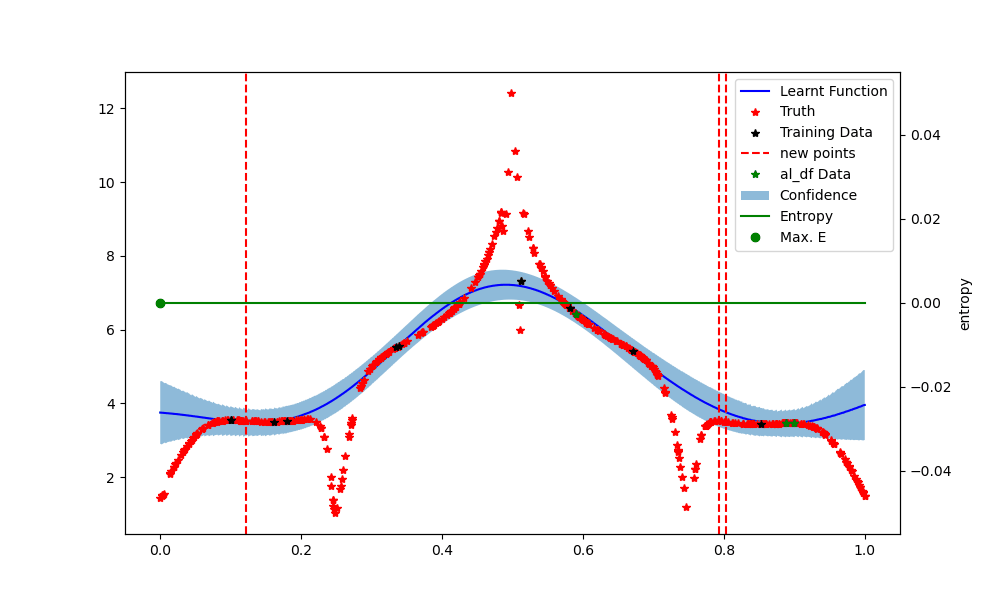 12
10
8
6
4
2
0.0
0.2
0.4
0.6
0.8
1.0
0.04
0.02
0.00
−0.02
−0.04
entropy
Learnt Function
Truth
Training Data
new points
al_df Data
Confidence
Entropy
Max. E